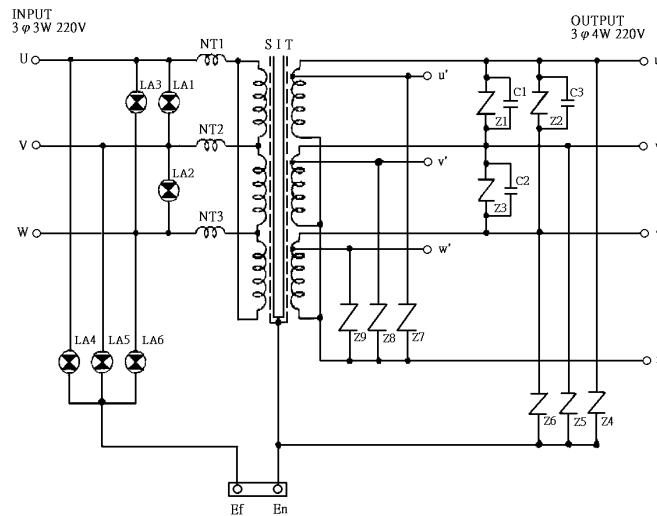 INPUT
3 φ 3W 220V
OUTPUT
3 φ 4W 220V
NT1
S I T
U
u
LA3
LA1
u'
C1
C3
Z1
Z2
V
NT2
v
LA2
v'
C2
Z3
W
NT3
w'
Z9
Z8
Z7
LA4
LA5
LA6
Z6
Z5
Z4
Ef
En